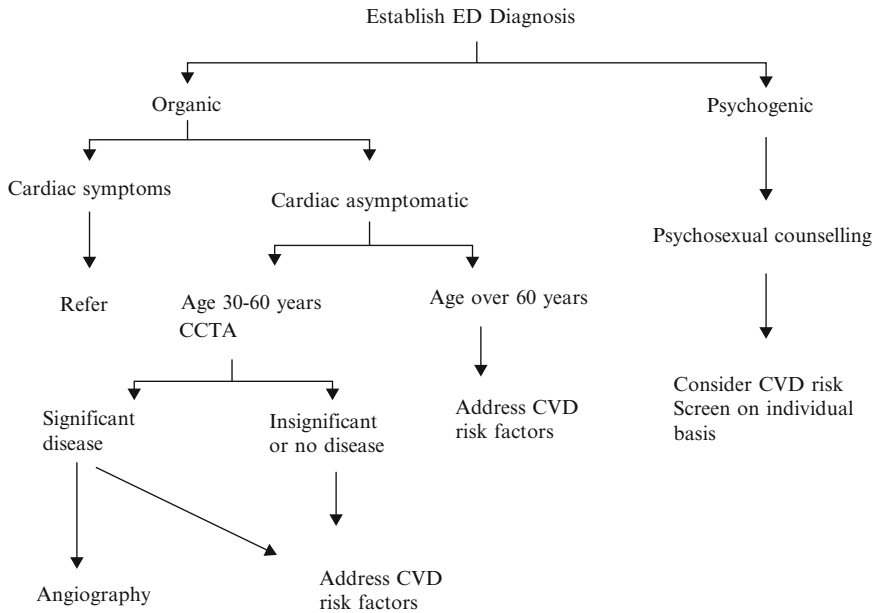 Establish ED Diagnosis
Organic
Psychogenic
Cardiac symptoms
Cardiac asymptomatic
Psychosexual counselling
Refer
Age 30-60 years
CCTA
Age over 60 years
Consider CVD risk
Screen on individual
basis
Significant
disease
Insignificant
or no disease
Address CVD
risk factors
Angiography
Address CVD
risk factors